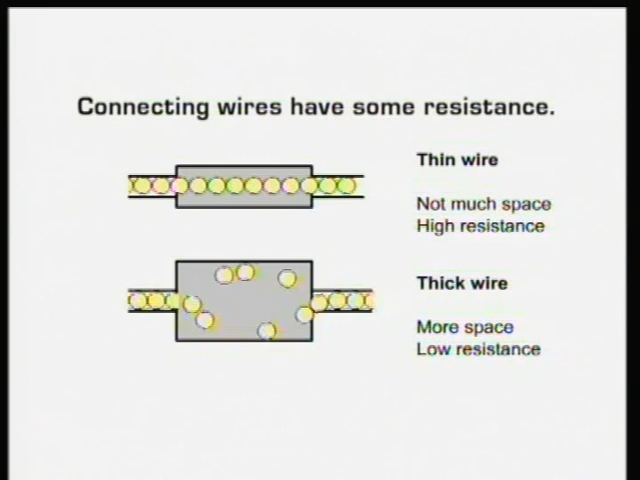 Connecting wires have some resistance.
Thin wire
Not much space
High resistance
Thick wire
More space
Low resistance